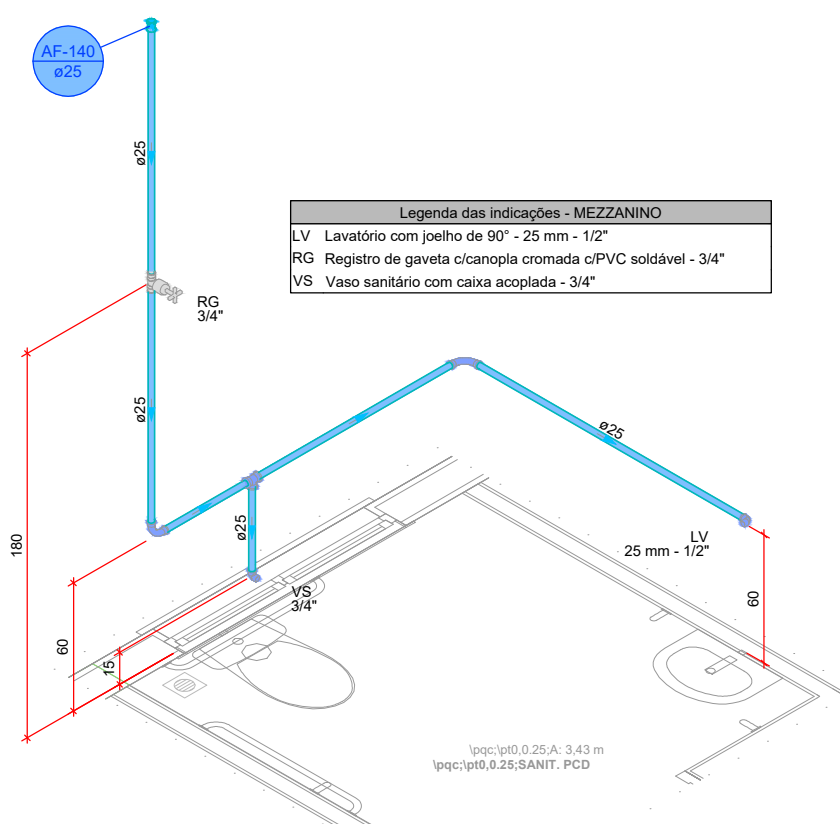 AF-140
ø25
ø25
Legenda das indicações - MEZZANINO
LV Lavatório com joelho de 90° - 25 mm - 1/2"
RG Registro de gaveta c/canopla cromada c/PVC soldável - 3/4"
VS Vaso sanitário com caixa acoplada - 3/4"
RG
3/4"
ø25
ø25
ø25
LV
25 mm - 1/2"
180
VS
3/4"
60
60
15
\pqc;\pt0,0.25;A: 3,43 m
\pqc;\pt0,0.25;SANIT. PCD